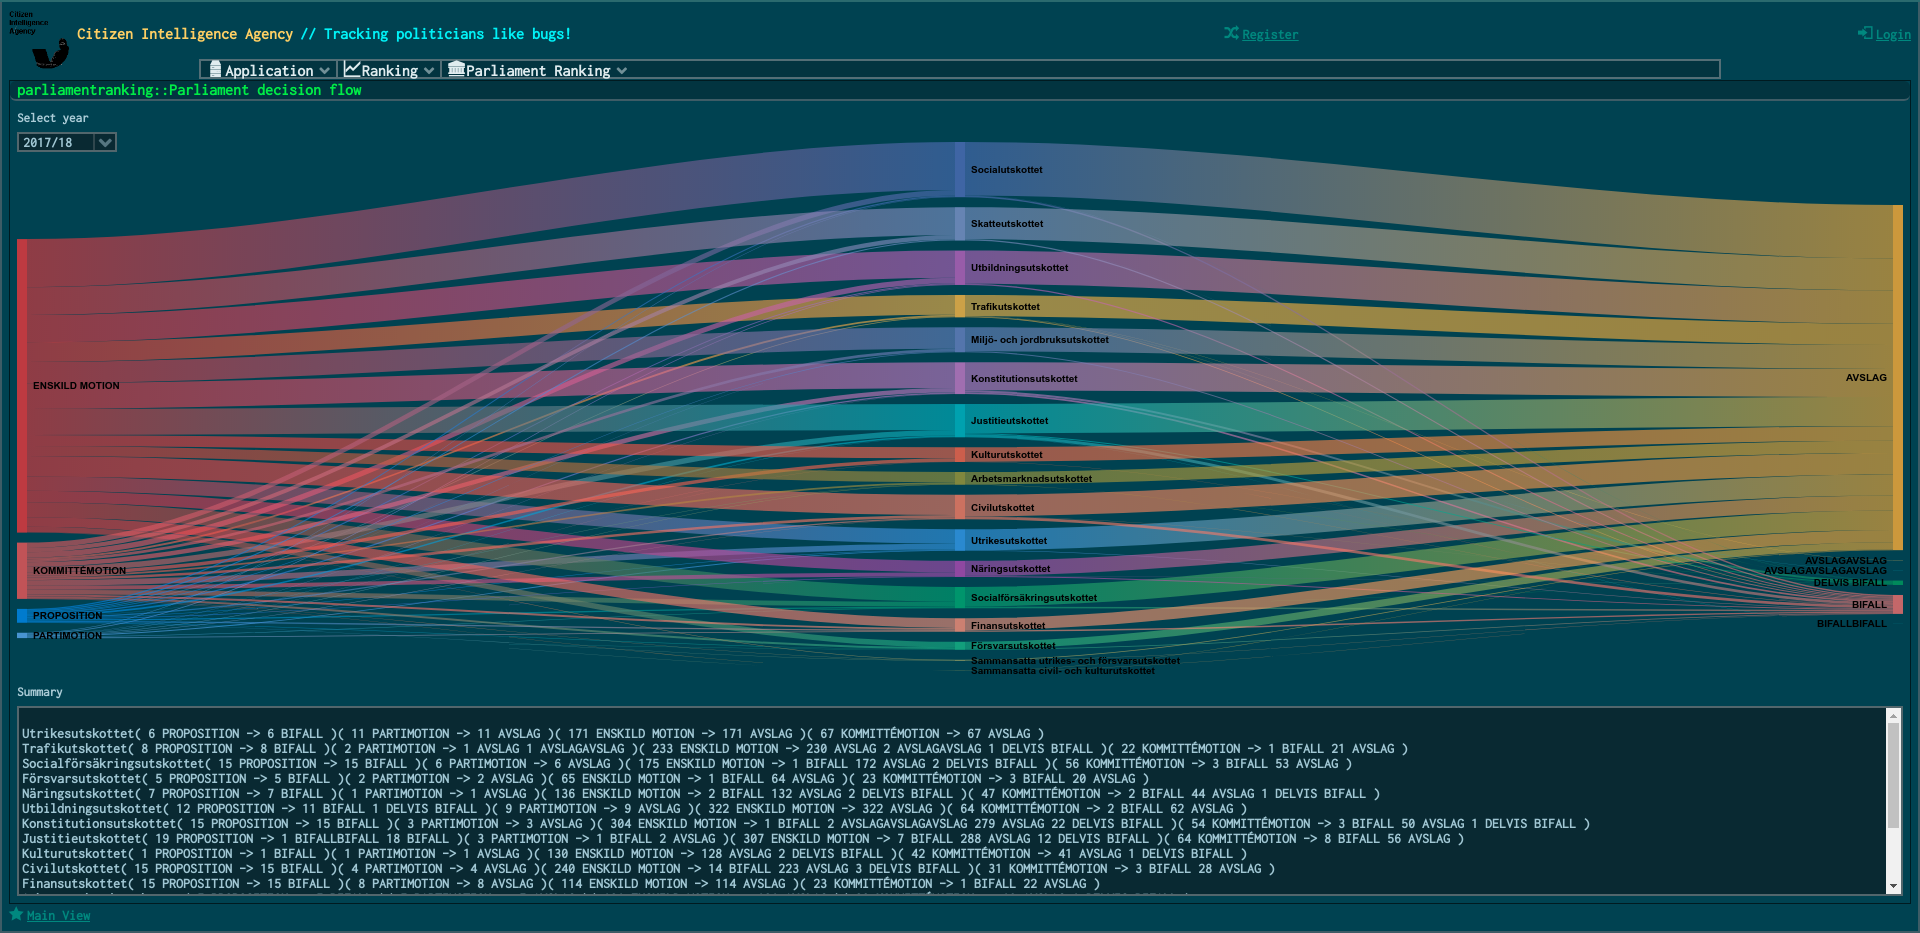 Citizen
Intelligence
Agency
Citizen Intelligence Agency // Tracking politicians like bugs!
Register
Login
Application
Ranking
Parliament Ranking
parliamentranking::Parliament decision flow
Select year
2017/18
Socialutskottet
Skatteutskottet
Utbildningsutskottet
Trafikutskottet
Miljö- och jordbruksutskottet
Konstitutionsutskottet
AVSLAG
ENSKILD MOTION
Justitieutskottet
Kulturutskottet
Arbetsmarknadsutskottet
Civilutskottet
Utrikesutskottet
AVSLAGAVSLAG
Näringsutskottet
AVSLAGAVSLAGAVSLAG
KOMMITTÉMOTION
DELVIS BIFALL
Socialförsäkringsutskottet
BIFALL
PROPOSITION
BIFALLBIFALL
Finansutskottet
PARTIMOTION
Försvarsutskottet
Sammansatta utrikes- och försvarsutskottet
Sammansatta civil- och kulturutskottet
Summary
Utrikesutskottet( 6 PROPOSITION -> 6 BIFALL )( 11 PARTIMOTION -> 11 AVSLAG )( 171 ENSKILD MOTION -> 171 AVSLAG )( 67 KOMMITTÉMOTION -> 67 AVSLAG )
Trafikutskottet( 8 PROPOSITION -> 8 BIFALL )( 2 PARTIMOTION -> 1 AVSLAG 1 AVSLAGAVSLAG )( 233 ENSKILD MOTION -> 230 AVSLAG 2 AVSLAGAVSLAG 1 DELVIS BIFALL )( 22 KOMMITTÉMOTION -> 1 BIFALL 21 AVSLAG )
Socialförsäkringsutskottet( 15 PROPOSITION -> 15 BIFALL )( 6 PARTIMOTION -> 6 AVSLAG )( 175 ENSKILD MOTION -> 1 BIFALL 172 AVSLAG 2 DELVIS BIFALL )( 56 KOMMITTÉMOTION -> 3 BIFALL 53 AVSLAG )
Försvarsutskottet( 5 PROPOSITION -> 5 BIFALL )( 2 PARTIMOTION -> 2 AVSLAG )( 65 ENSKILD MOTION -> 1 BIFALL 64 AVSLAG )( 23 KOMMITTÉMOTION -> 3 BIFALL 20 AVSLAG )
Näringsutskottet( 7 PROPOSITION -> 7 BIFALL )( 1 PARTIMOTION -> 1 AVSLAG )( 136 ENSKILD MOTION -> 2 BIFALL 132 AVSLAG 2 DELVIS BIFALL )( 47 KOMMITTÉMOTION -> 2 BIFALL 44 AVSLAG 1 DELVIS BIFALL )
Utbildningsutskottet( 12 PROPOSITION -> 11 BIFALL 1 DELVIS BIFALL )( 9 PARTIMOTION -> 9 AVSLAG )( 322 ENSKILD MOTION -> 322 AVSLAG )( 64 KOMMITTÉMOTION -> 2 BIFALL 62 AVSLAG )
Konstitutionsutskottet( 15 PROPOSITION -> 15 BIFALL )( 3 PARTIMOTION -> 3 AVSLAG )( 304 ENSKILD MOTION -> 1 BIFALL 2 AVSLAGAVSLAGAVSLAG 279 AVSLAG 22 DELVIS BIFALL )( 54 KOMMITTÉMOTION -> 3 BIFALL 50 AVSLAG 1 DELVIS BIFALL )
Justitieutskottet( 19 PROPOSITION -> 1 BIFALLBIFALL 18 BIFALL )( 3 PARTIMOTION -> 1 BIFALL 2 AVSLAG )( 307 ENSKILD MOTION -> 7 BIFALL 288 AVSLAG 12 DELVIS BIFALL )( 64 KOMMITTÉMOTION -> 8 BIFALL 56 AVSLAG )
Kulturutskottet( 1 PROPOSITION -> 1 BIFALL )( 1 PARTIMOTION -> 1 AVSLAG )( 130 ENSKILD MOTION -> 128 AVSLAG 2 DELVIS BIFALL )( 42 KOMMITTÉMOTION -> 41 AVSLAG 1 DELVIS BIFALL )
Civilutskottet( 15 PROPOSITION -> 15 BIFALL )( 4 PARTIMOTION -> 4 AVSLAG )( 240 ENSKILD MOTION -> 14 BIFALL 223 AVSLAG 3 DELVIS BIFALL )( 31 KOMMITTÉMOTION -> 3 BIFALL 28 AVSLAG )
Finansutskottet( 15 PROPOSITION -> 15 BIFALL )( 8 PARTIMOTION -> 8 AVSLAG )( 114 ENSKILD MOTION -> 114 AVSLAG )( 23 KOMMITTÉMOTION -> 1 BIFALL 22 AVSLAG )
Main View